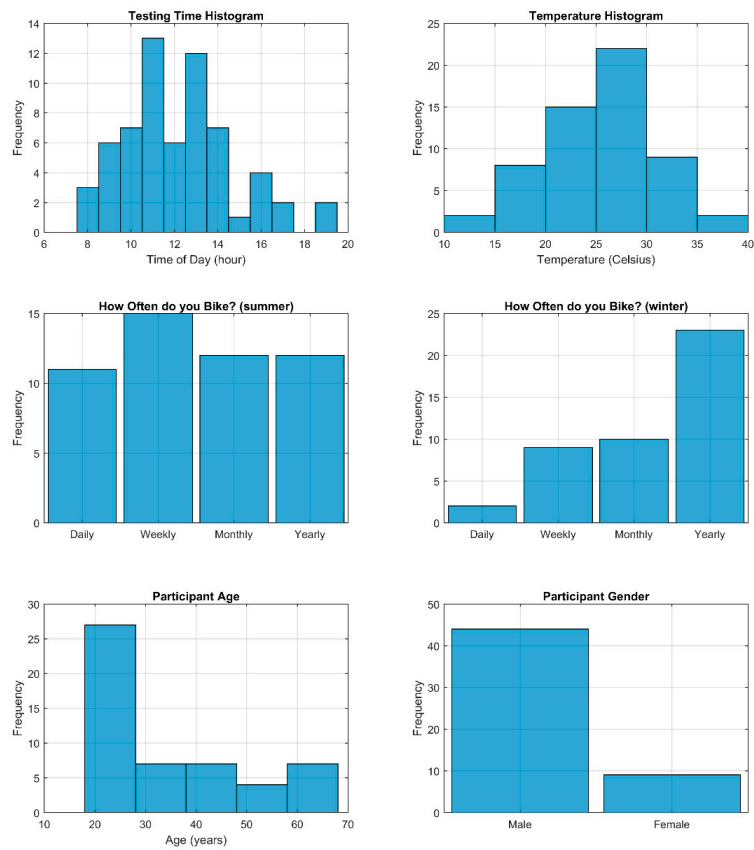 Testing Time Histogram
14
12
10
8
6
4
2
0
Frequency
6 8 10 12 14 16 18 20
Time of Day (hour)
Temperature Histogram
25
20
15
10
5
0
Frequency
10 15 20 25 30 35 40
Temperature (Celsius)
How Often do you Bike? (summer)
15
10
5
0
Frequency
Daily Weekly Monthly Yearly
How Often do you Bike? (winter)
25
20
15
10
5
0
Frequency
Daily Weekly Monthly Yearly
Participant Age
30
25
20
15
10
5
0
Frequency
10 20 30 40 50 60 70
Age (years)
Participant Gender
50
40
30
20
10
0
Frequency
Male Female